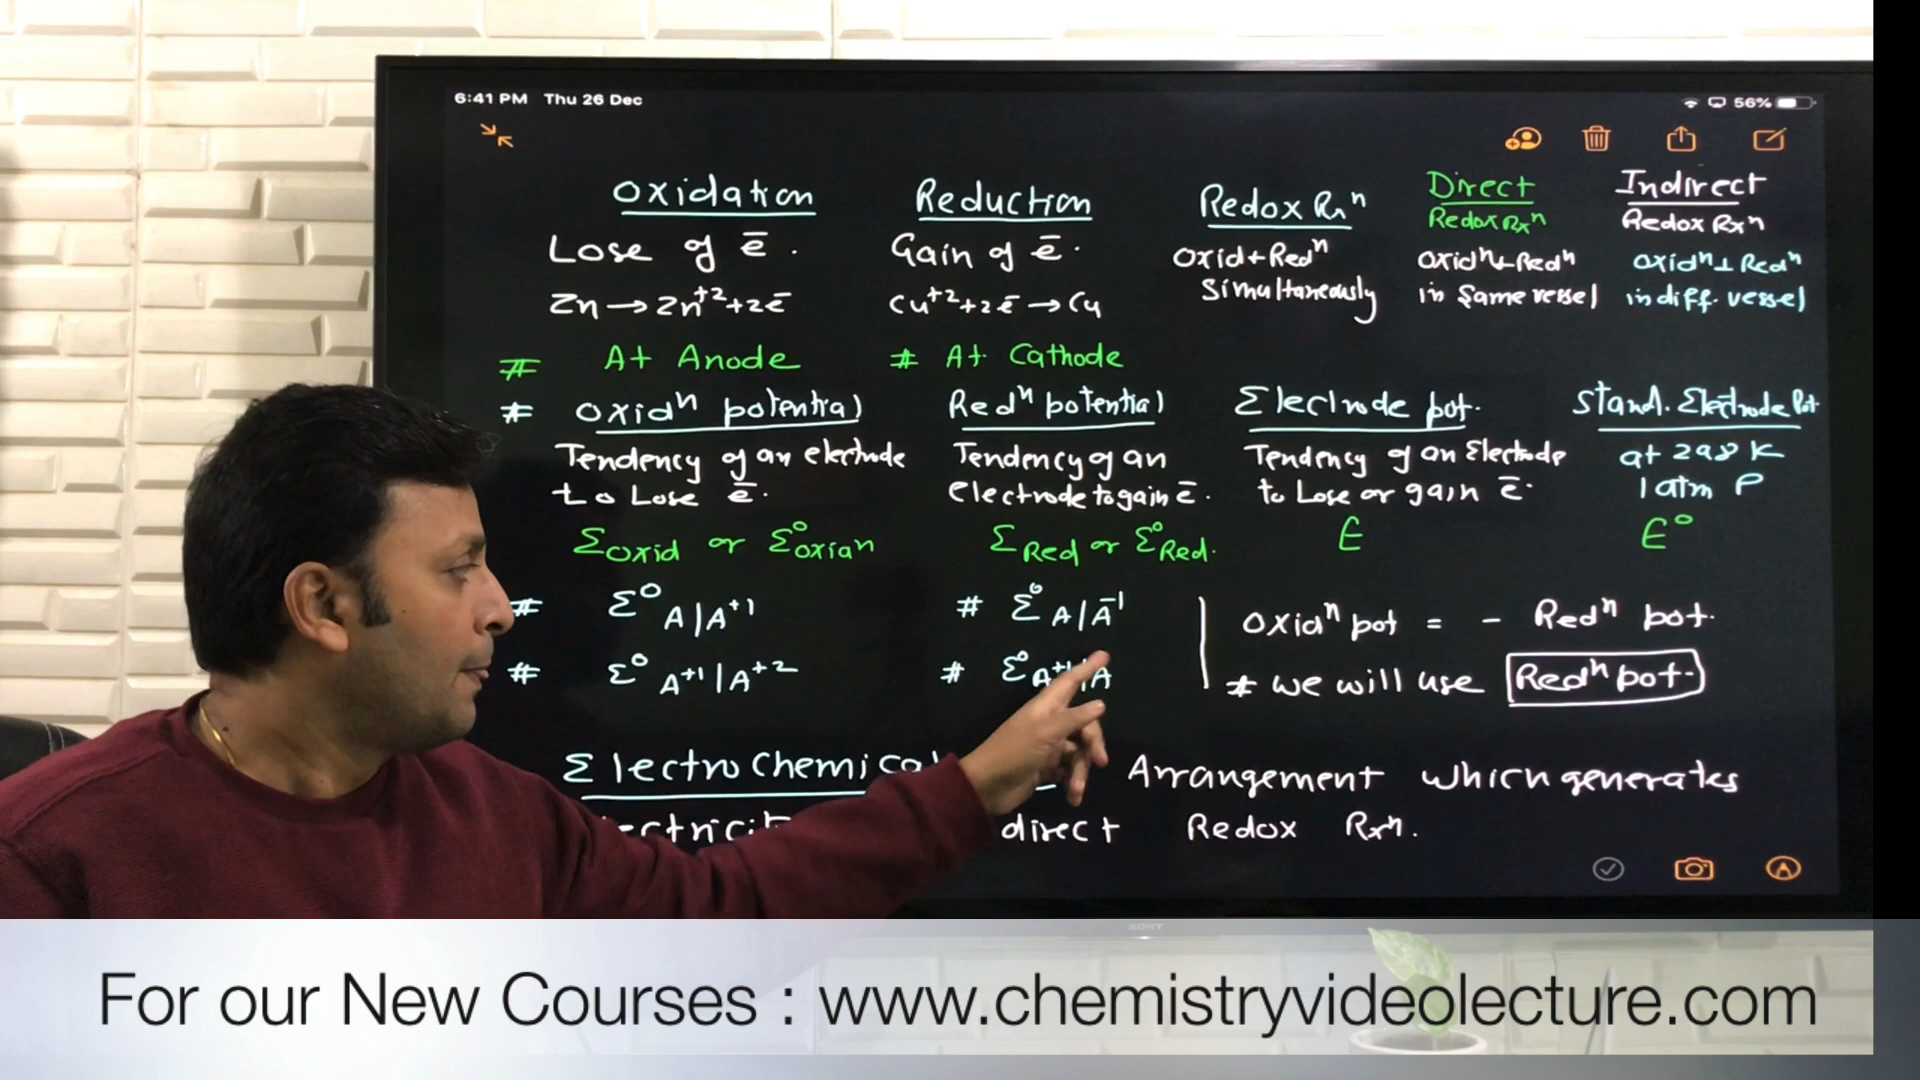 6:41 PM Thu 26 Dec
56%
Oxidation
Lose of ē.
Zn → Zn⁺² + 2ē
# At Anode
Reduction
Gain of ē.
Cu⁺² + 2ē → Cu
# At Cathode
Redox Rxⁿ
Oxid + Redⁿ
Simultaneously
Direct
Redox Rxⁿ
Oxidⁿ + Redⁿ
in Same vessel
Indirect
Redox Rxⁿ
Oxidⁿ + Redⁿ
in diff. vessel
# Oxidⁿ potential
Tendency of an electrode
to Lose ē.
Eoxid or E°oxian
Redⁿ potential
Tendency of an
electrode to gain ē.
ERed or E°Red.
Electrode pot.
Tendency of an Electrode
to Lose or gain ē.
E
Stand. Electrode Pot
at 298 K
1 atm P
E°
# E° A|A⁺¹
# E° A⁺¹|A⁺²
# E° A|A⁻¹
# E° A⁺¹|A
Oxidⁿ pot = - Redⁿ pot.
* we will use Redⁿ pot.
Electrochemical Arrangement which generates
direct Redox Rxⁿ.
SONY
For our New Courses : www.chemistryvideolecture.com